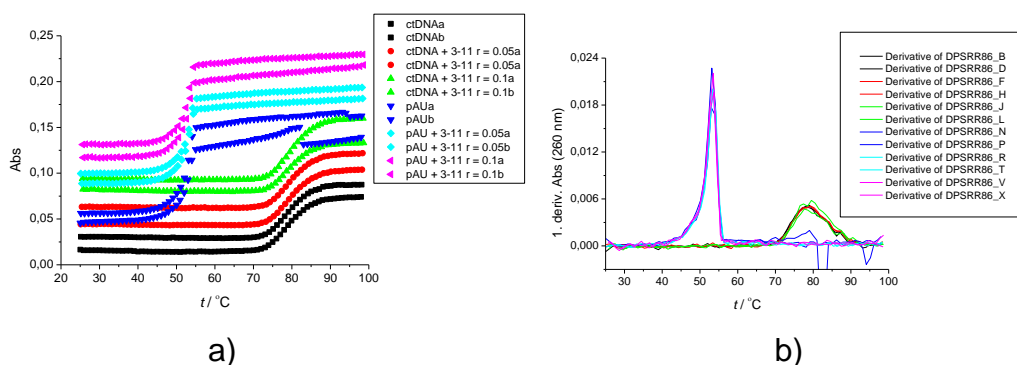 0,25
0,20
0,15
0,10
0,05
0,00
Abs
20 30 40 50 60 70 80 90 100
t / °C
ctDNAa
ctDNAb
ctDNA + 3-11 r = 0.05a
ctDNA + 3-11 r = 0.05a
ctDNA + 3-11 r = 0.1a
ctDNA + 3-11 r = 0.1b
pAUa
pAUb
pAU + 3-11 r = 0.05a
pAU + 3-11 r = 0.05b
pAU + 3-11 r = 0.1a
pAU + 3-11 r = 0.1b
a)
0,024
0,018
0,012
0,006
0,000
1. deriv. Abs (260 nm)
30 40 50 60 70 80 90 100
t / °C
Derivative of DPSRR86_B
Derivative of DPSRR86_D
Derivative of DPSRR86_F
Derivative of DPSRR86_H
Derivative of DPSRR86_J
Derivative of DPSRR86_L
Derivative of DPSRR86_N
Derivative of DPSRR86_P
Derivative of DPSRR86_R
Derivative of DPSRR86_T
Derivative of DPSRR86_V
Derivative of DPSRR86_X
b)